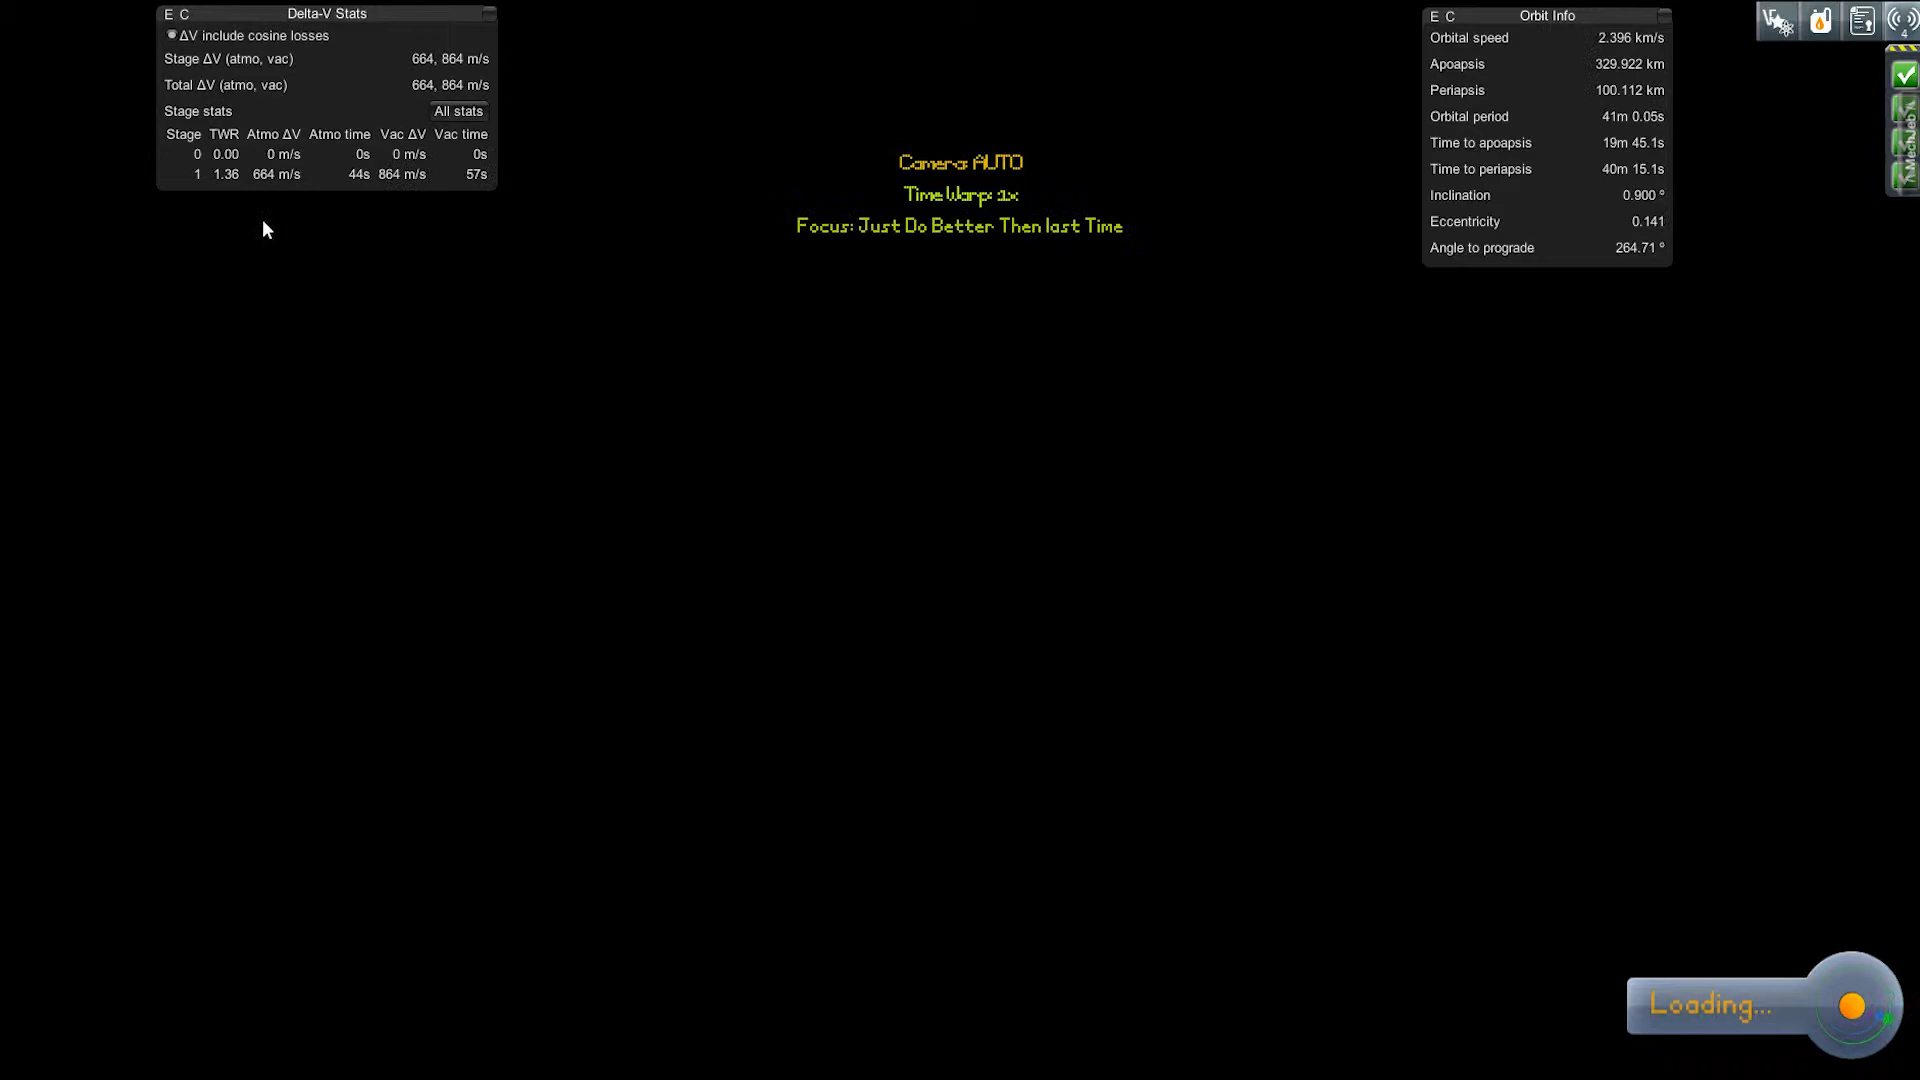 E C Delta-V Stats
ΔV include cosine losses
Stage ΔV (atmo, vac) 664, 864 m/s
Total ΔV (atmo, vac) 664, 864 m/s
Stage stats All stats
Stage TWR Atmo ΔV Atmo time Vac ΔV Vac time
0 0.00 0 m/s 0s 0 m/s 0s
1 1.36 664 m/s 44s 864 m/s 57s
Camera: AUTO
Time Warp: 1x
Focus: Just Do Better Then last Time
E C Orbit Info
Orbital speed 2.396 km/s
Apoapsis 329.922 km
Periapsis 100.112 km
Orbital period 41m 0.05s
Time to apoapsis 19m 45.1s
Time to periapsis 40m 15.1s
Inclination 0.900 º
Eccentricity 0.141
Angle to prograde 264.71 º
4
/\ MechJeb /\
Loading...